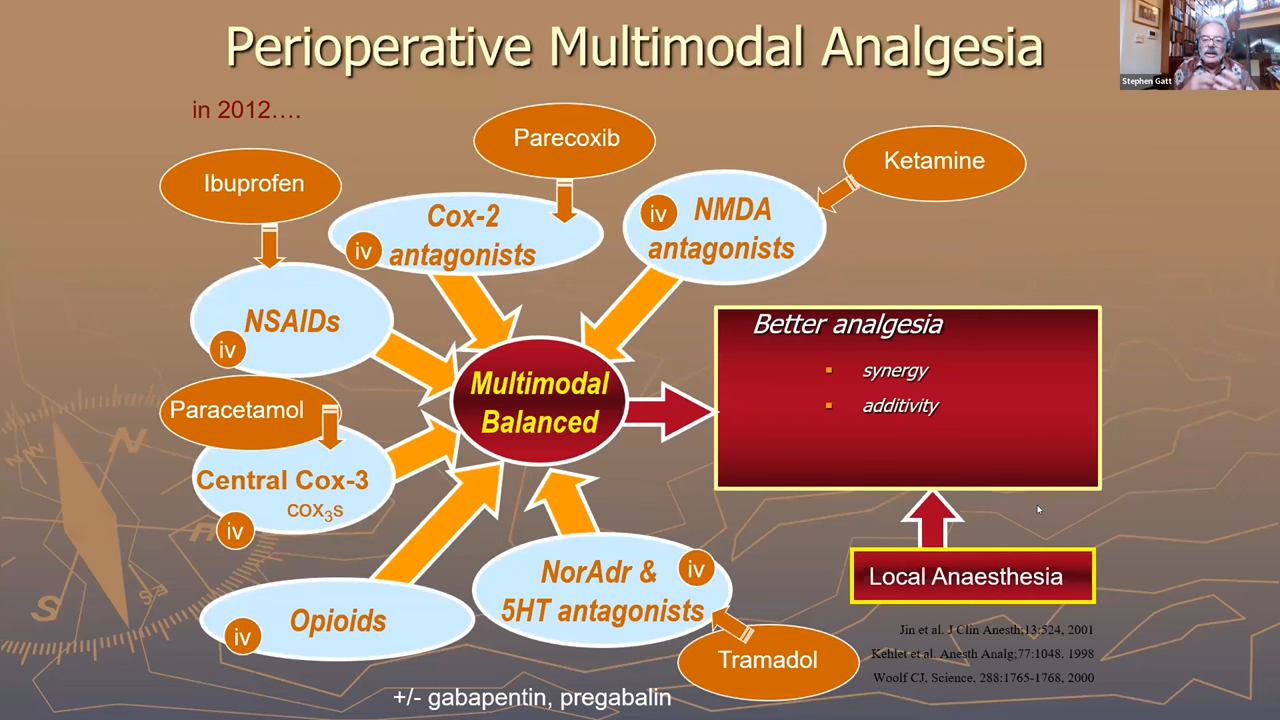 Perioperative Multimodal Analgesia
Stephen Gatt
in 2012....
Parecoxib
Ketamine
Ibuprofen
Cox-2
iv antagonists
iv NMDA
antagonists
NSAIDs
iv
Better analgesia
synergy
additivity
Multimodal
Balanced
Paracetamol
Central Cox-3
COX3S
iv
NorAdr & iv
5HT antagonists
Opioids
iv
Local Anaesthesia
Tramadol
Jin et al. J Clin Anesth;13:524, 2001
Kehlet et al. Anesth Analg;77:1048. 1998
Woolf CJ, Science, 288:1765-1768, 2000
+/- gabapentin, pregabalin
NW
N
S
SE